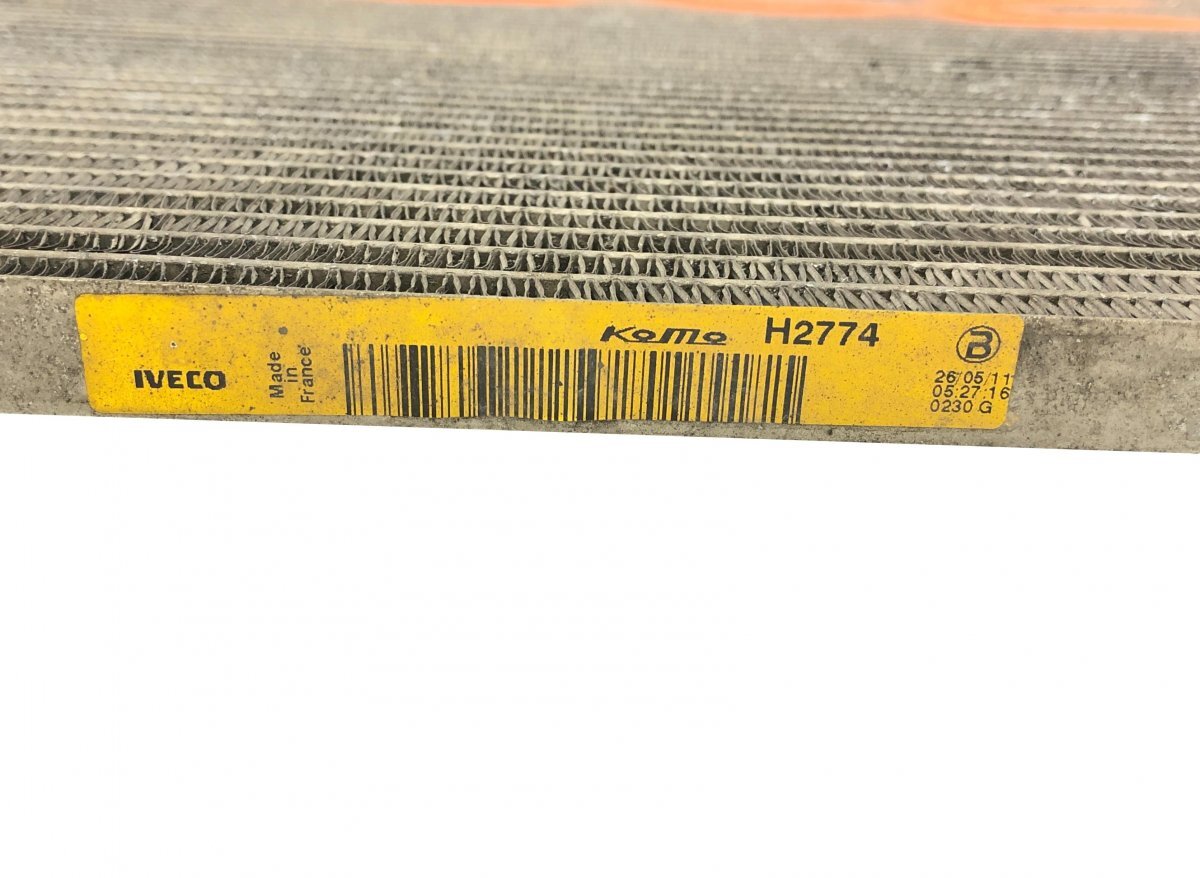 IVECO
Made
in
France
KoMo H2774
B
26/05/11
05:27:16
0230 G